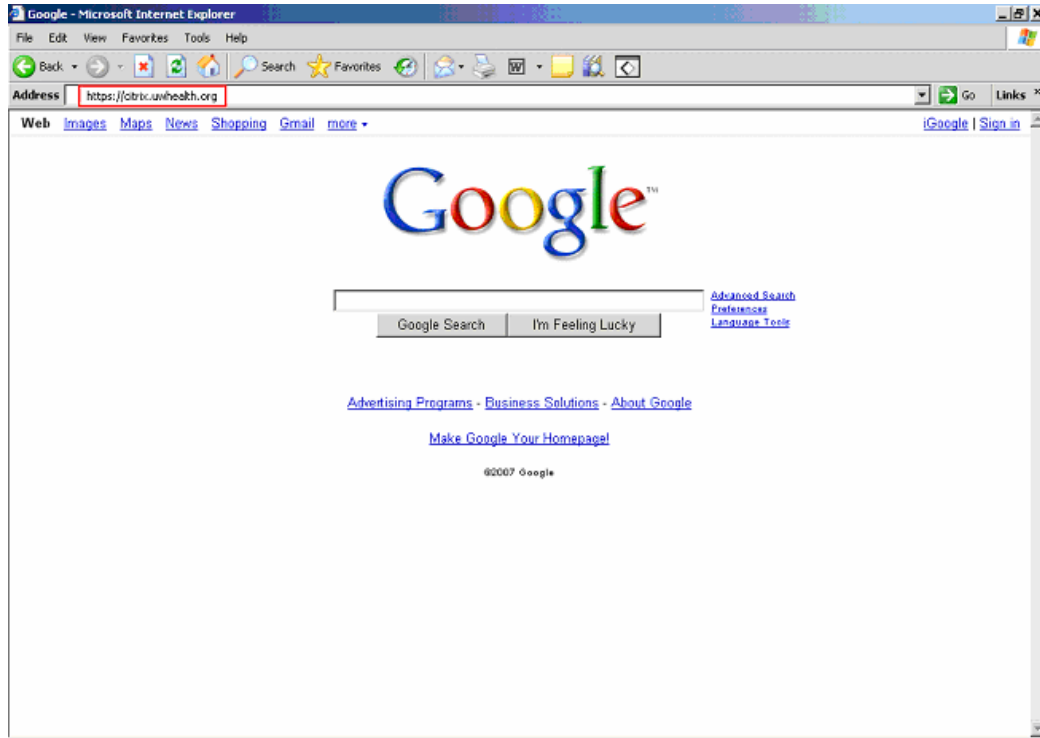 Google - Microsoft Internet Explorer
File Edit View Favorites Tools Help
Back Search Favorites
Address https://citrix.uwhealth.org Go Links »
Web Images Maps News Shopping Gmail more iGoogle | Sign in
Google™
Advanced Search
Preferences
Language Tools
Google Search I'm Feeling Lucky
Advertising Programs - Business Solutions - About Google
Make Google Your Homepage!
©2007 Google